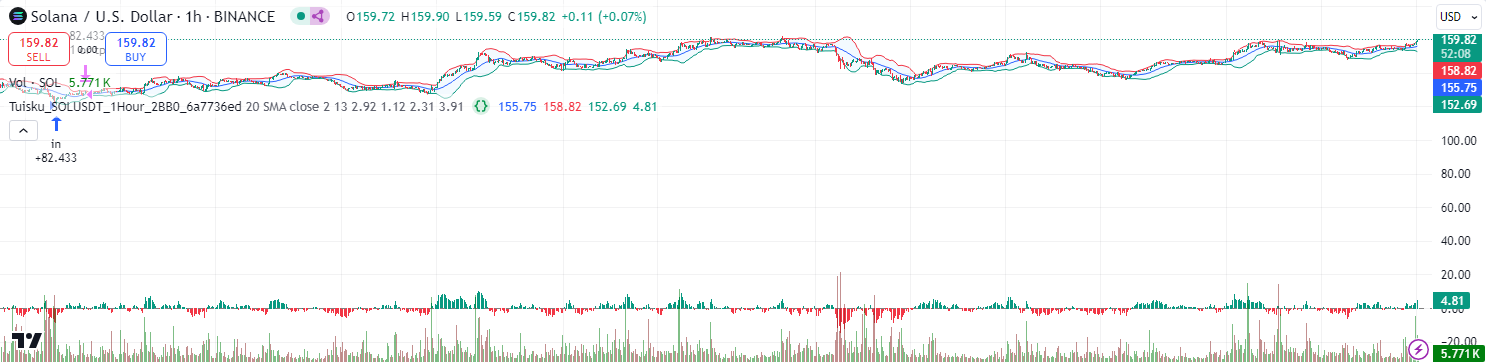 Solana / U.S. Dollar · 1h · BINANCE O159.72 H159.90 L159.59 C159.82 +0.11 (+0.07%)
USD
159.82
SELL
0.00
159.82
BUY
82.433
Vol · SOL 5.771 K
Tuisku_SOLUSDT_1Hour_2BB0_6a7736ed 20 SMA close 2 13 2.92 1.12 2.31 3.91 155.75 158.82 152.69 4.81
in
+82.433
159.82
52:08
158.82
155.75
152.69
100.00
80.00
60.00
40.00
20.00
4.81
0.00
-20.00
5.771 K